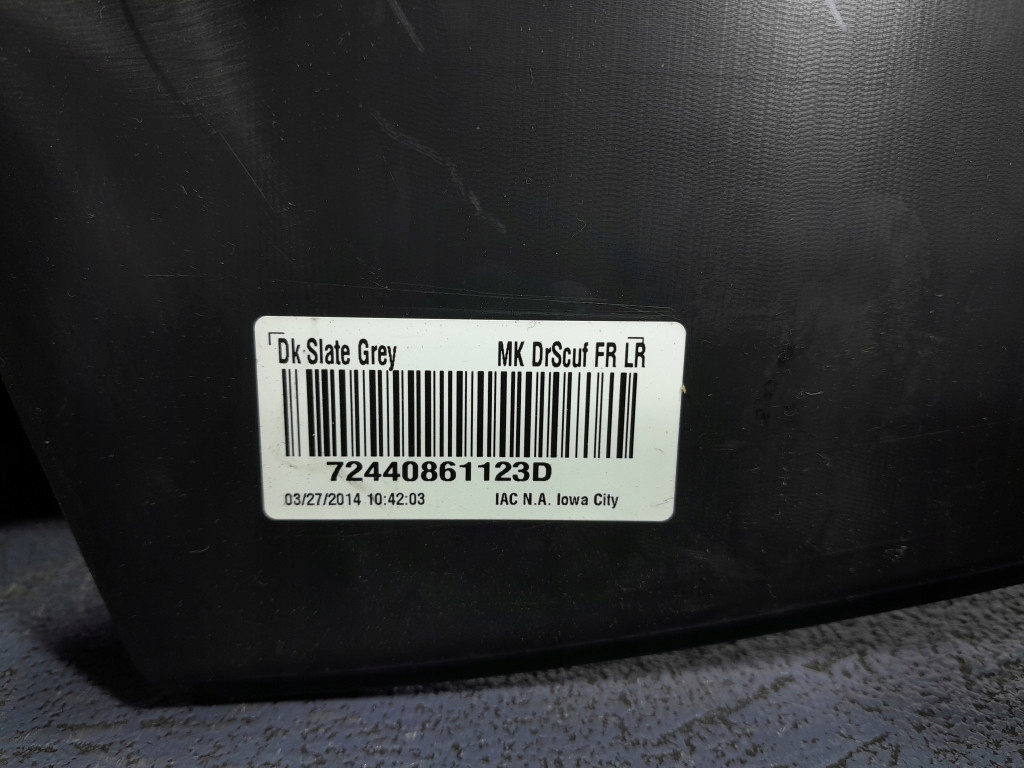 Dk Slate Grey MK DrScuf FR LR
72440861123D
03/27/2014 10:42:03 IAC N.A. Iowa City